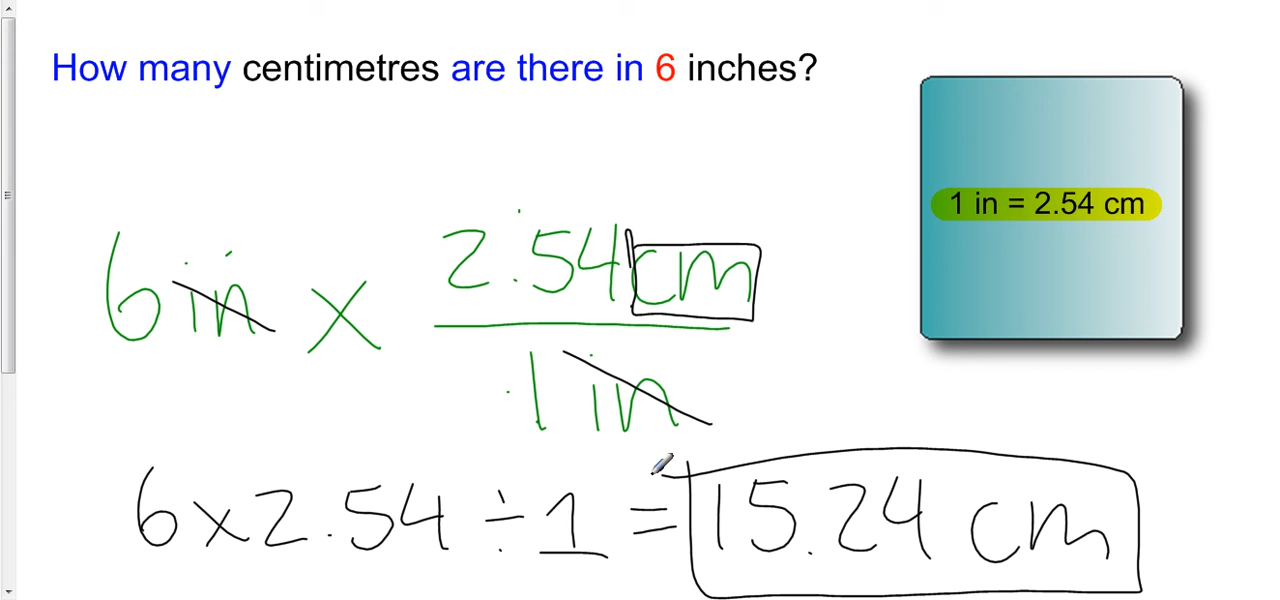 How many centimetres are there in 6 inches?
1 in = 2.54 cm
6 in x 2.54 cm
1 in
6 x 2.54 ÷ 1 = 15.24 cm